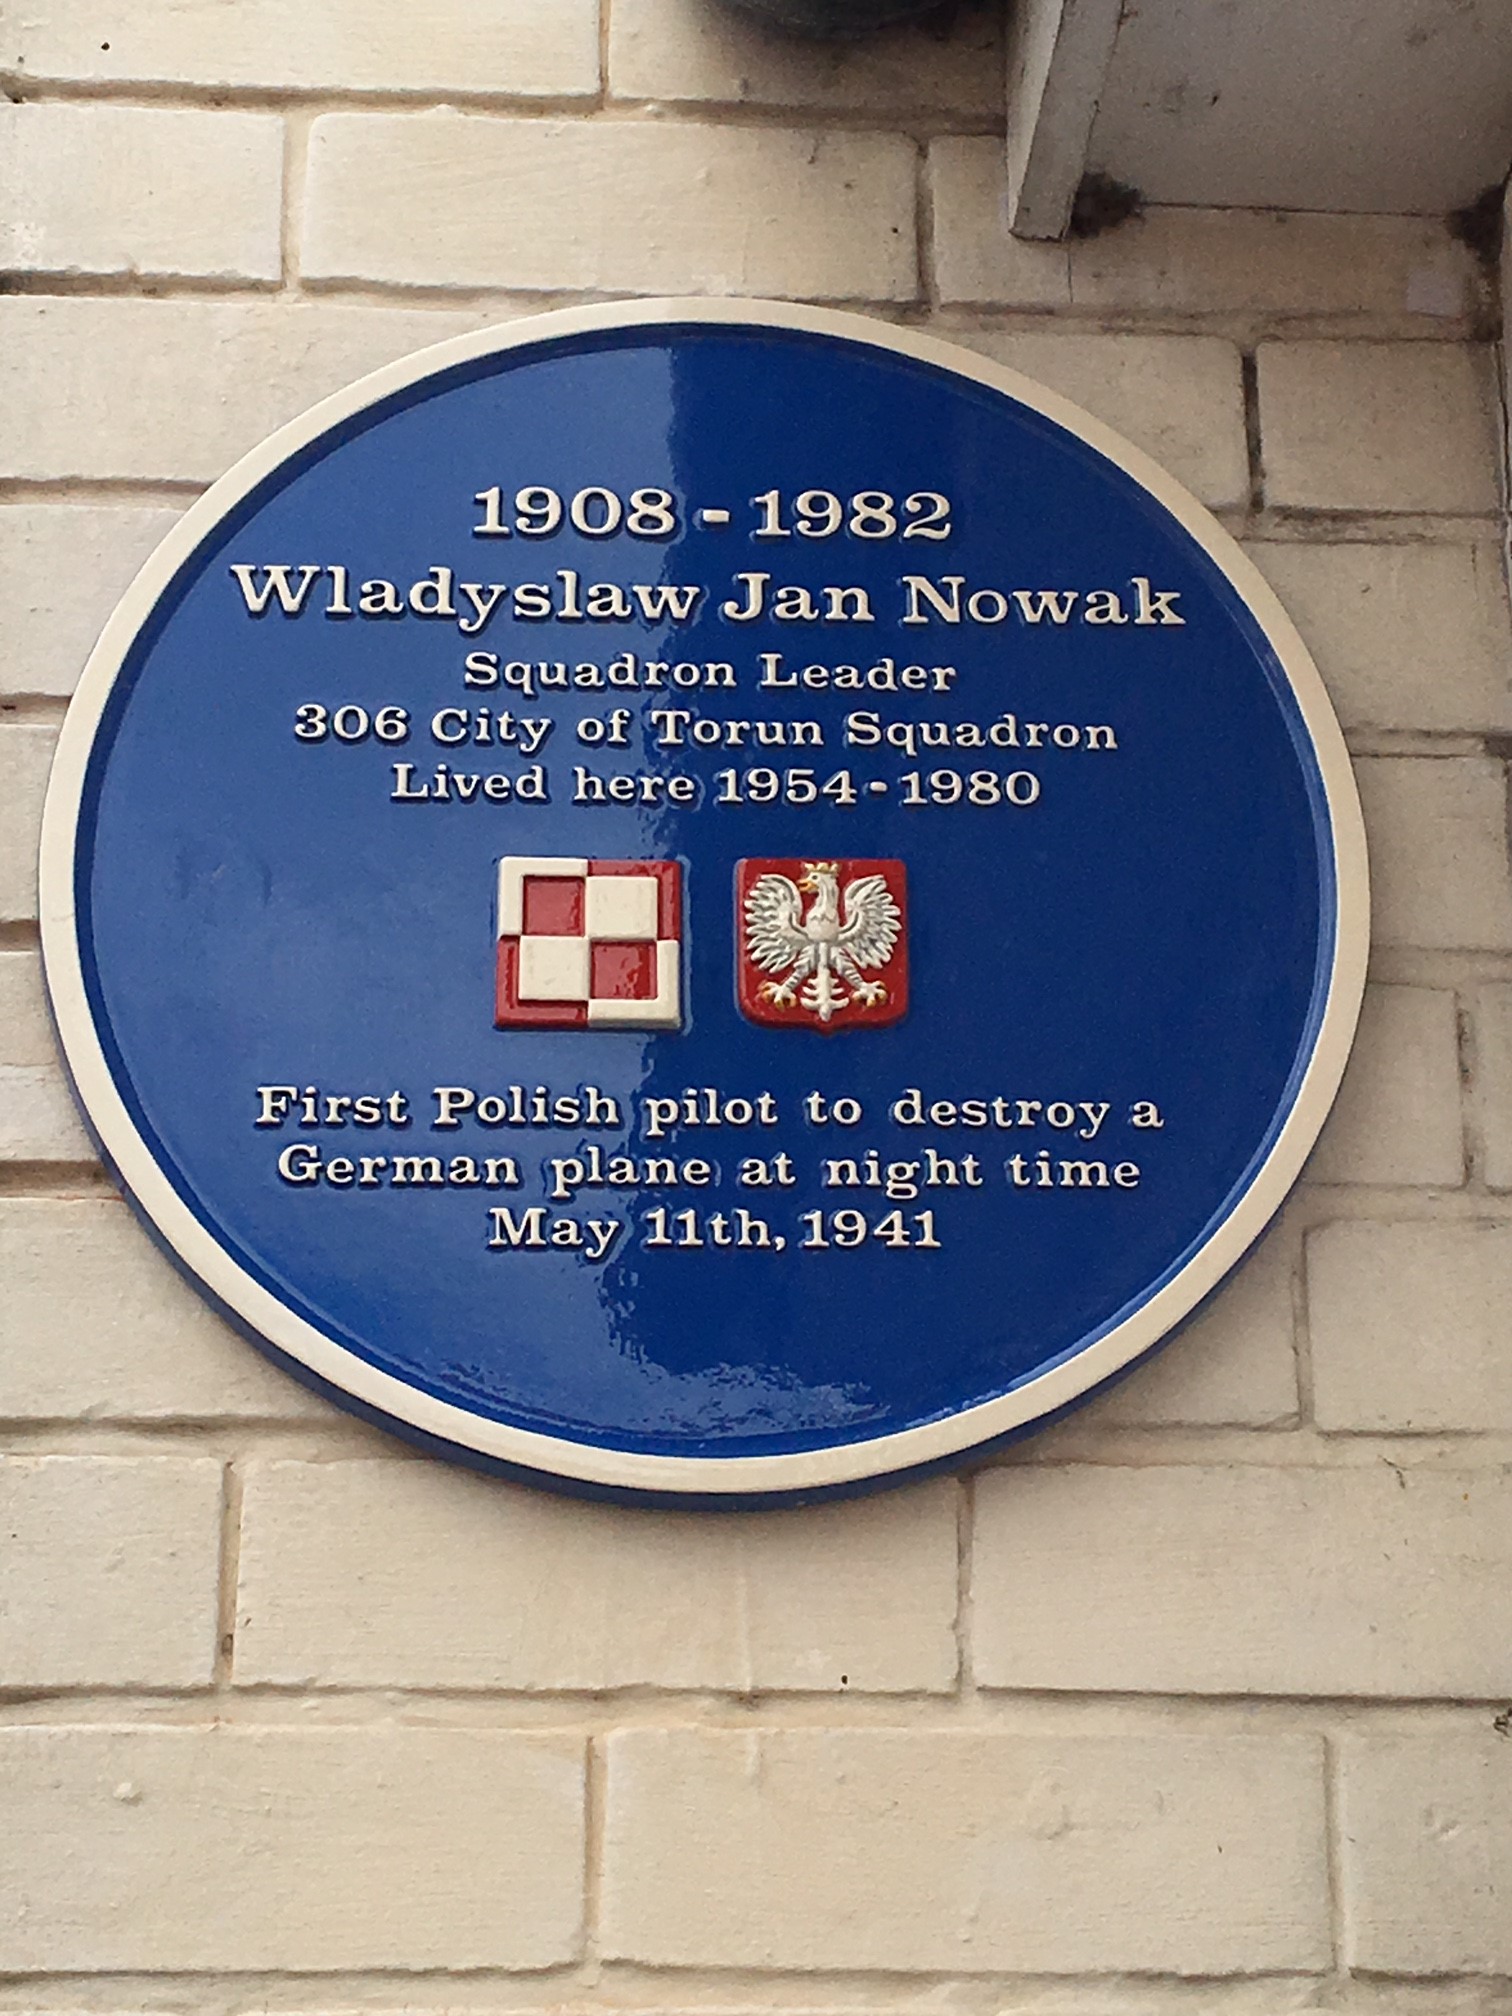 1908 - 1982
Wladyslaw Jan Nowak
Squadron Leader
306 City of Torun Squadron
Lived here 1954 - 1980
First Polish pilot to destroy a
German plane at night time
May 11th, 1941